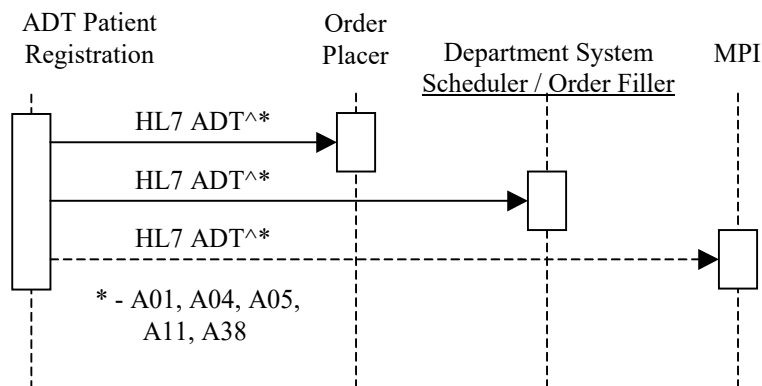 ADT Patient
Registration
Order
Placer
Department System
Scheduler / Order Filler
MPI
HL7 ADT^*
HL7 ADT^*
HL7 ADT^*
* - A01, A04, A05,
A11, A38